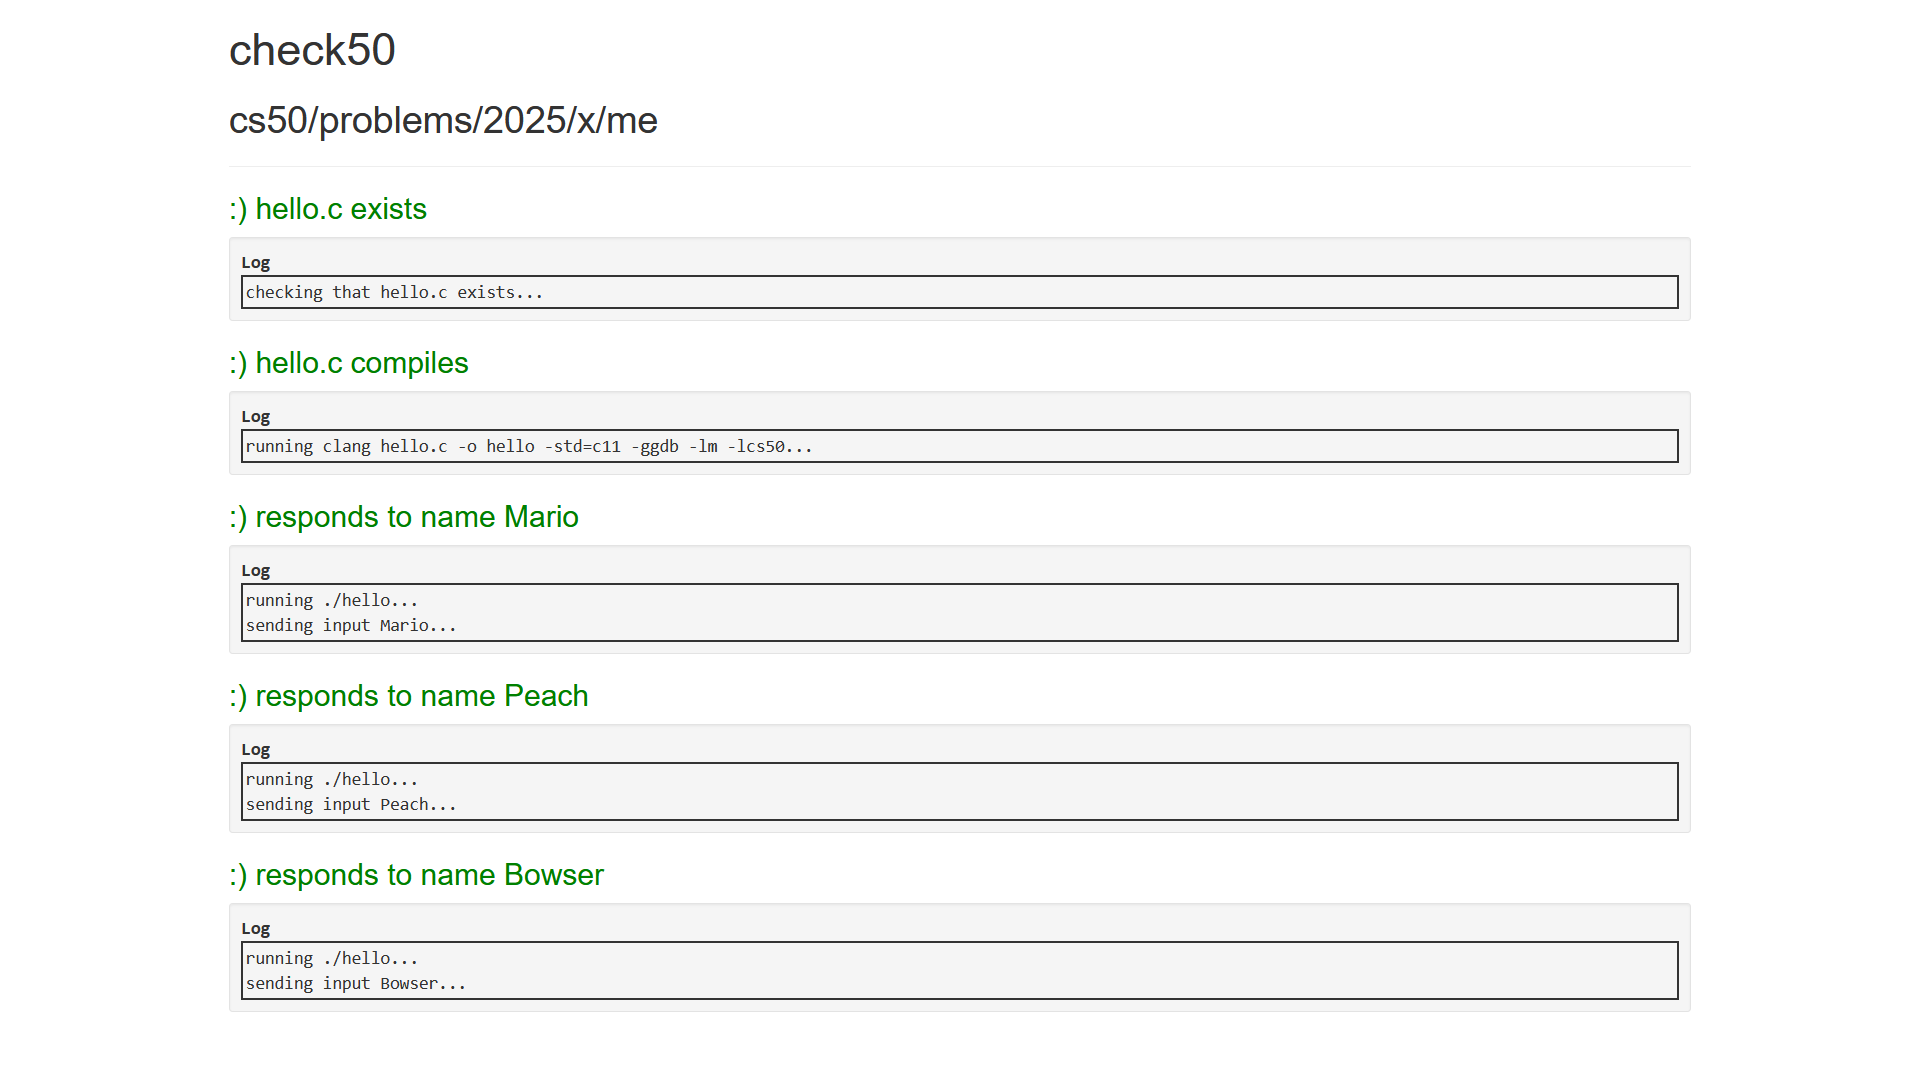 check50
cs50/problems/2025/x/me
:) hello.c exists
Log
checking that hello.c exists...
:) hello.c compiles
Log
running clang hello.c -o hello -std=c11 -ggdb -lm -lcs50...
:) responds to name Mario
Log
running ./hello...
sending input Mario...
:) responds to name Peach
Log
running ./hello...
sending input Peach...
:) responds to name Bowser
Log
running ./hello...
sending input Bowser...